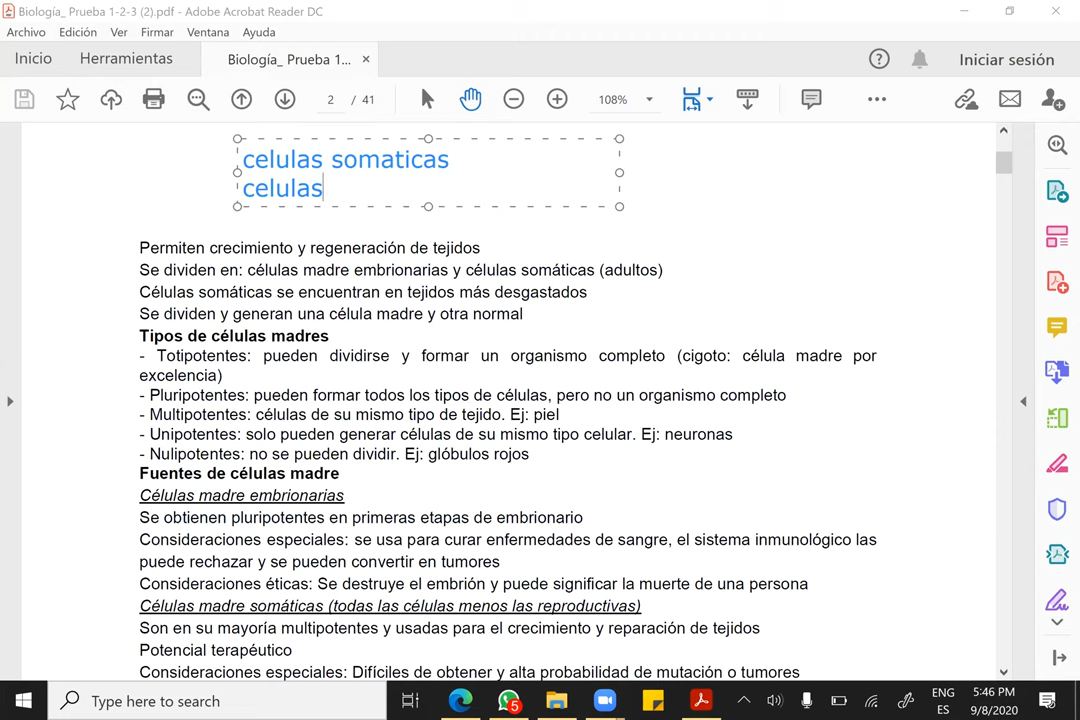 Biología_ Prueba 1-2-3 (2).pdf - Adobe Acrobat Reader DC
Archivo Edición Ver Firmar Ventana Ayuda
Inicio Herramientas Biología_ Prueba 1... × Iniciar sesión
2 / 41 108%
celulas somaticas
celulas
Permiten crecimiento y regeneración de tejidos
Se dividen en: células madre embrionarias y células somáticas (adultos)
Células somáticas se encuentran en tejidos más desgastados
Se dividen y generan una célula madre y otra normal
Tipos de células madres
- Totipotentes: pueden dividirse y formar un organismo completo (cigoto: célula madre por
excelencia)
- Pluripotentes: pueden formar todos los tipos de células, pero no un organismo completo
- Multipotentes: células de su mismo tipo de tejido. Ej: piel
- Unipotentes: solo pueden generar células de su mismo tipo celular. Ej: neuronas
- Nulipotentes: no se pueden dividir. Ej: glóbulos rojos
Fuentes de células madre
Células madre embrionarias
Se obtienen pluripotentes en primeras etapas de embrionario
Consideraciones especiales: se usa para curar enfermedades de sangre, el sistema inmunológico las
puede rechazar y se pueden convertir en tumores
Consideraciones éticas: Se destruye el embrión y puede significar la muerte de una persona
Células madre somáticas (todas las células menos las reproductivas)
Son en su mayoría multipotentes y usadas para el crecimiento y reparación de tejidos
Potencial terapéutico
Consideraciones especiales: Difíciles de obtener y alta probabilidad de mutación o tumores
Type here to search 5 ENG 5:46 PM
ES 9/8/2020